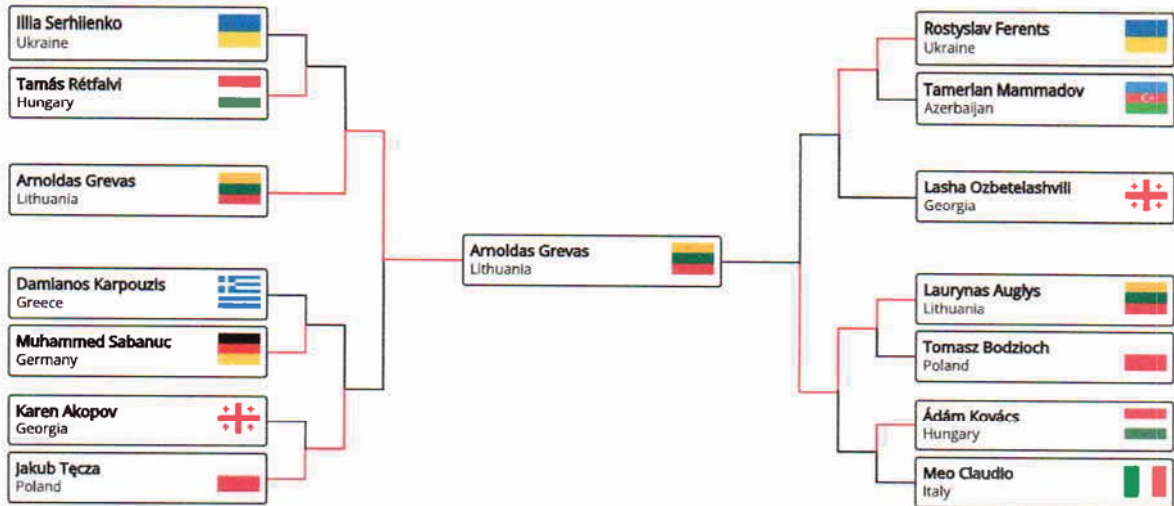 Illia Serhiienko
Ukraine
Tamás Rétfalvi
Hungary
Arnoldas Grevas
Lithuania
Damianos Karpouzis
Greece
Muhammed Sabanuc
Germany
Karen Akopov
Georgia
Jakub Tęcza
Poland
Arnoldas Grevas
Lithuania
Rostyslav Ferents
Ukraine
Tamerlan Mammadov
Azerbaijan
Lasha Ozbetelashvili
Georgia
Laurynas Auglys
Lithuania
Tomasz Bodzioch
Poland
Ádám Kovács
Hungary
Meo Claudio
Italy